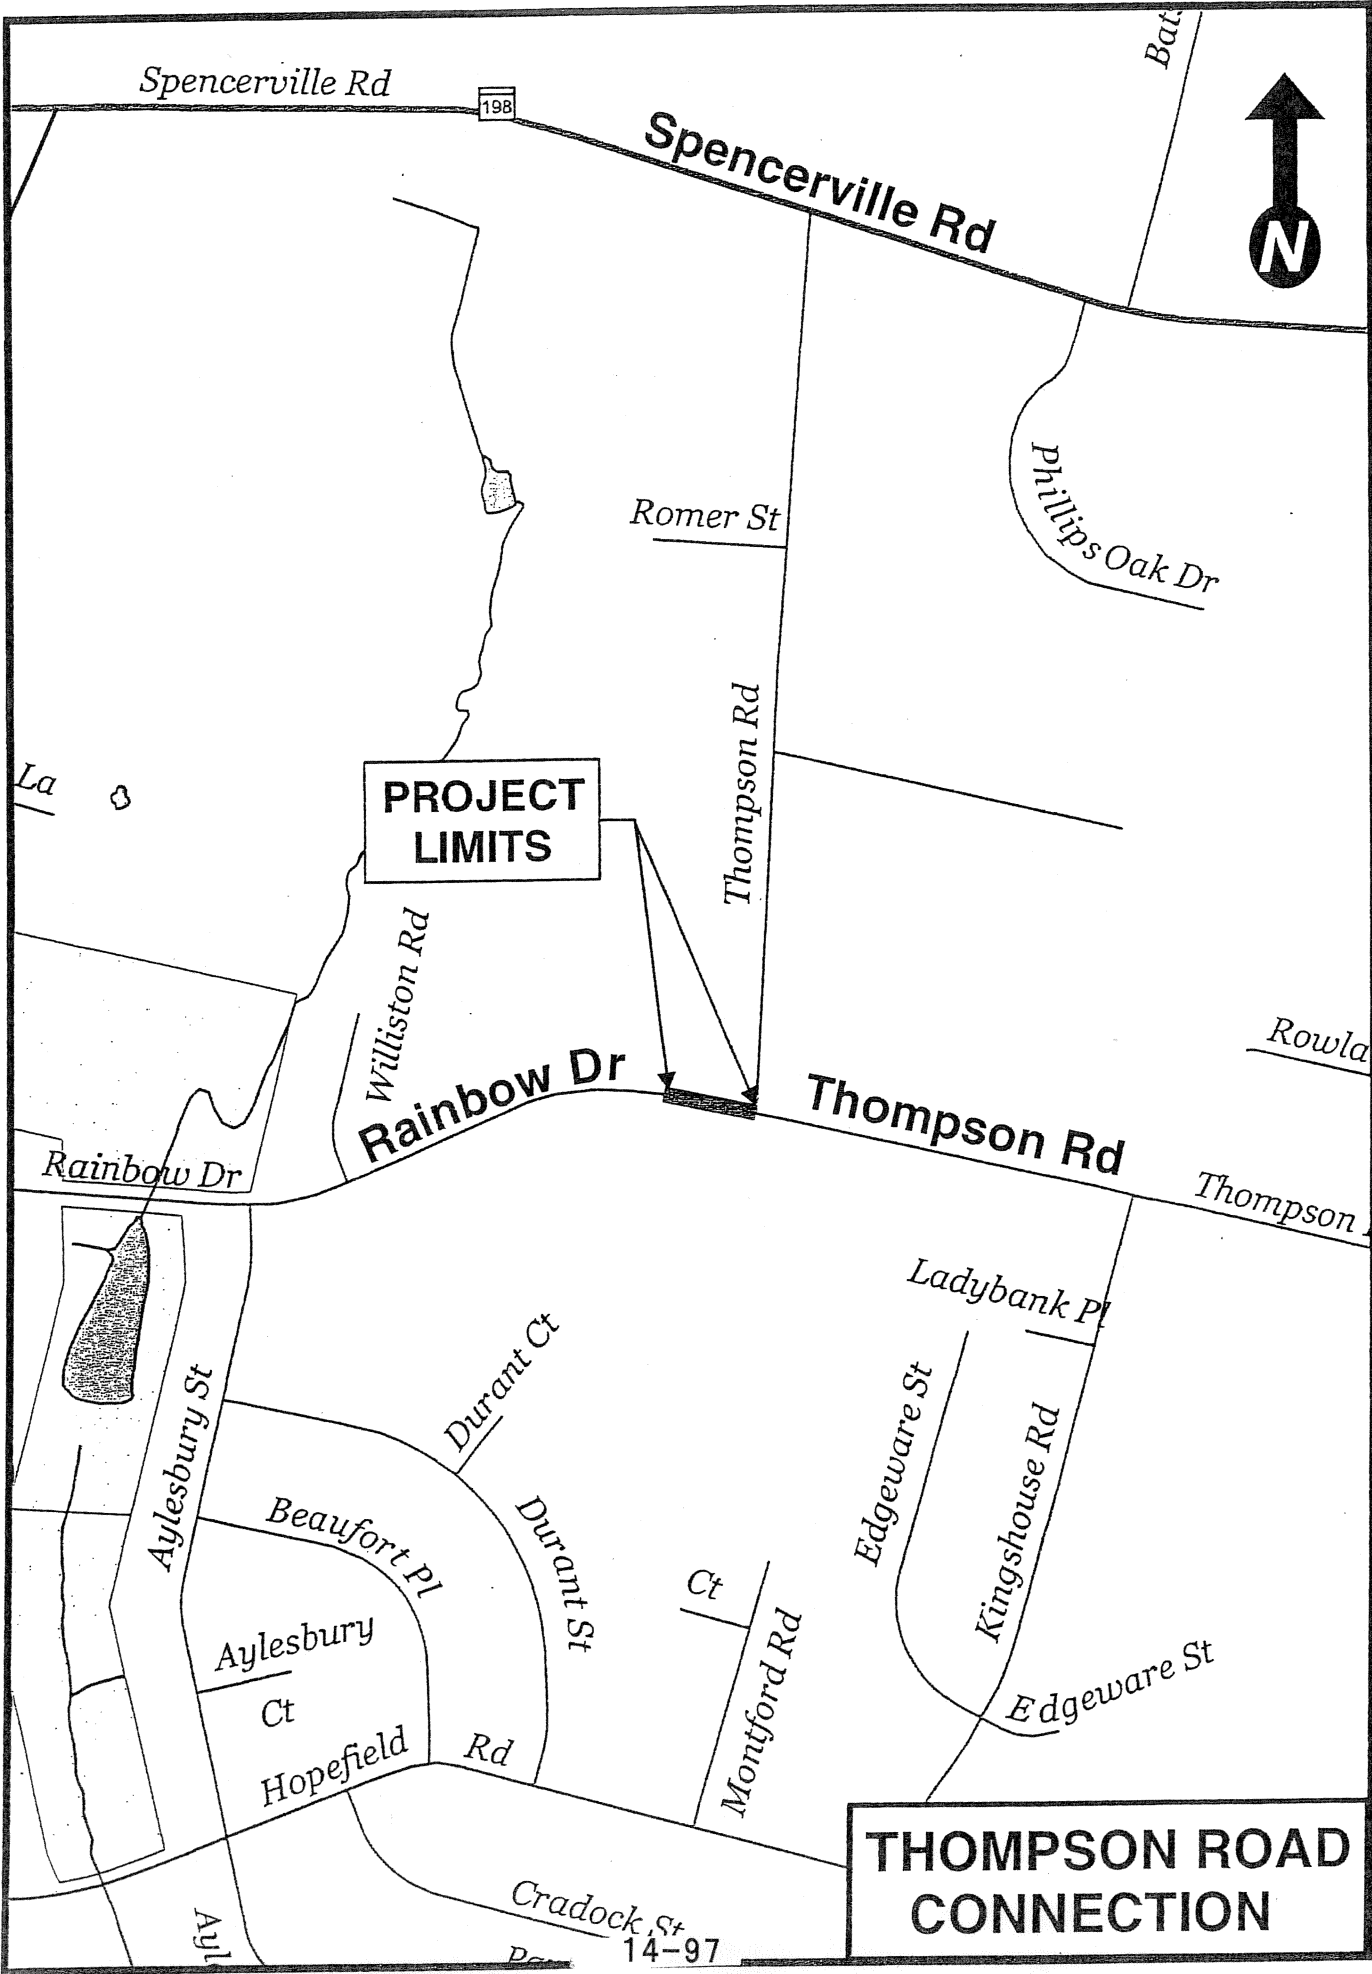 Spencerville Rd
198
Spencerville Rd
N
Romer St
Phillips Oak Dr
Thompson Rd
La
PROJECT
LIMITS
Williston Rd
Rainbow Dr
Thompson Rd
Rainbow Dr
Thompson
Ladybank Pl
Durant Ct
Aylesbury St
Edgeware St
Kingshouse Rd
Beaufort Pl
Durant St
Ct
Montford Rd
Aylesbury
Ct
Edgeware St
Hopefield Rd
Cradock St
14-97
THOMPSON ROAD
CONNECTION